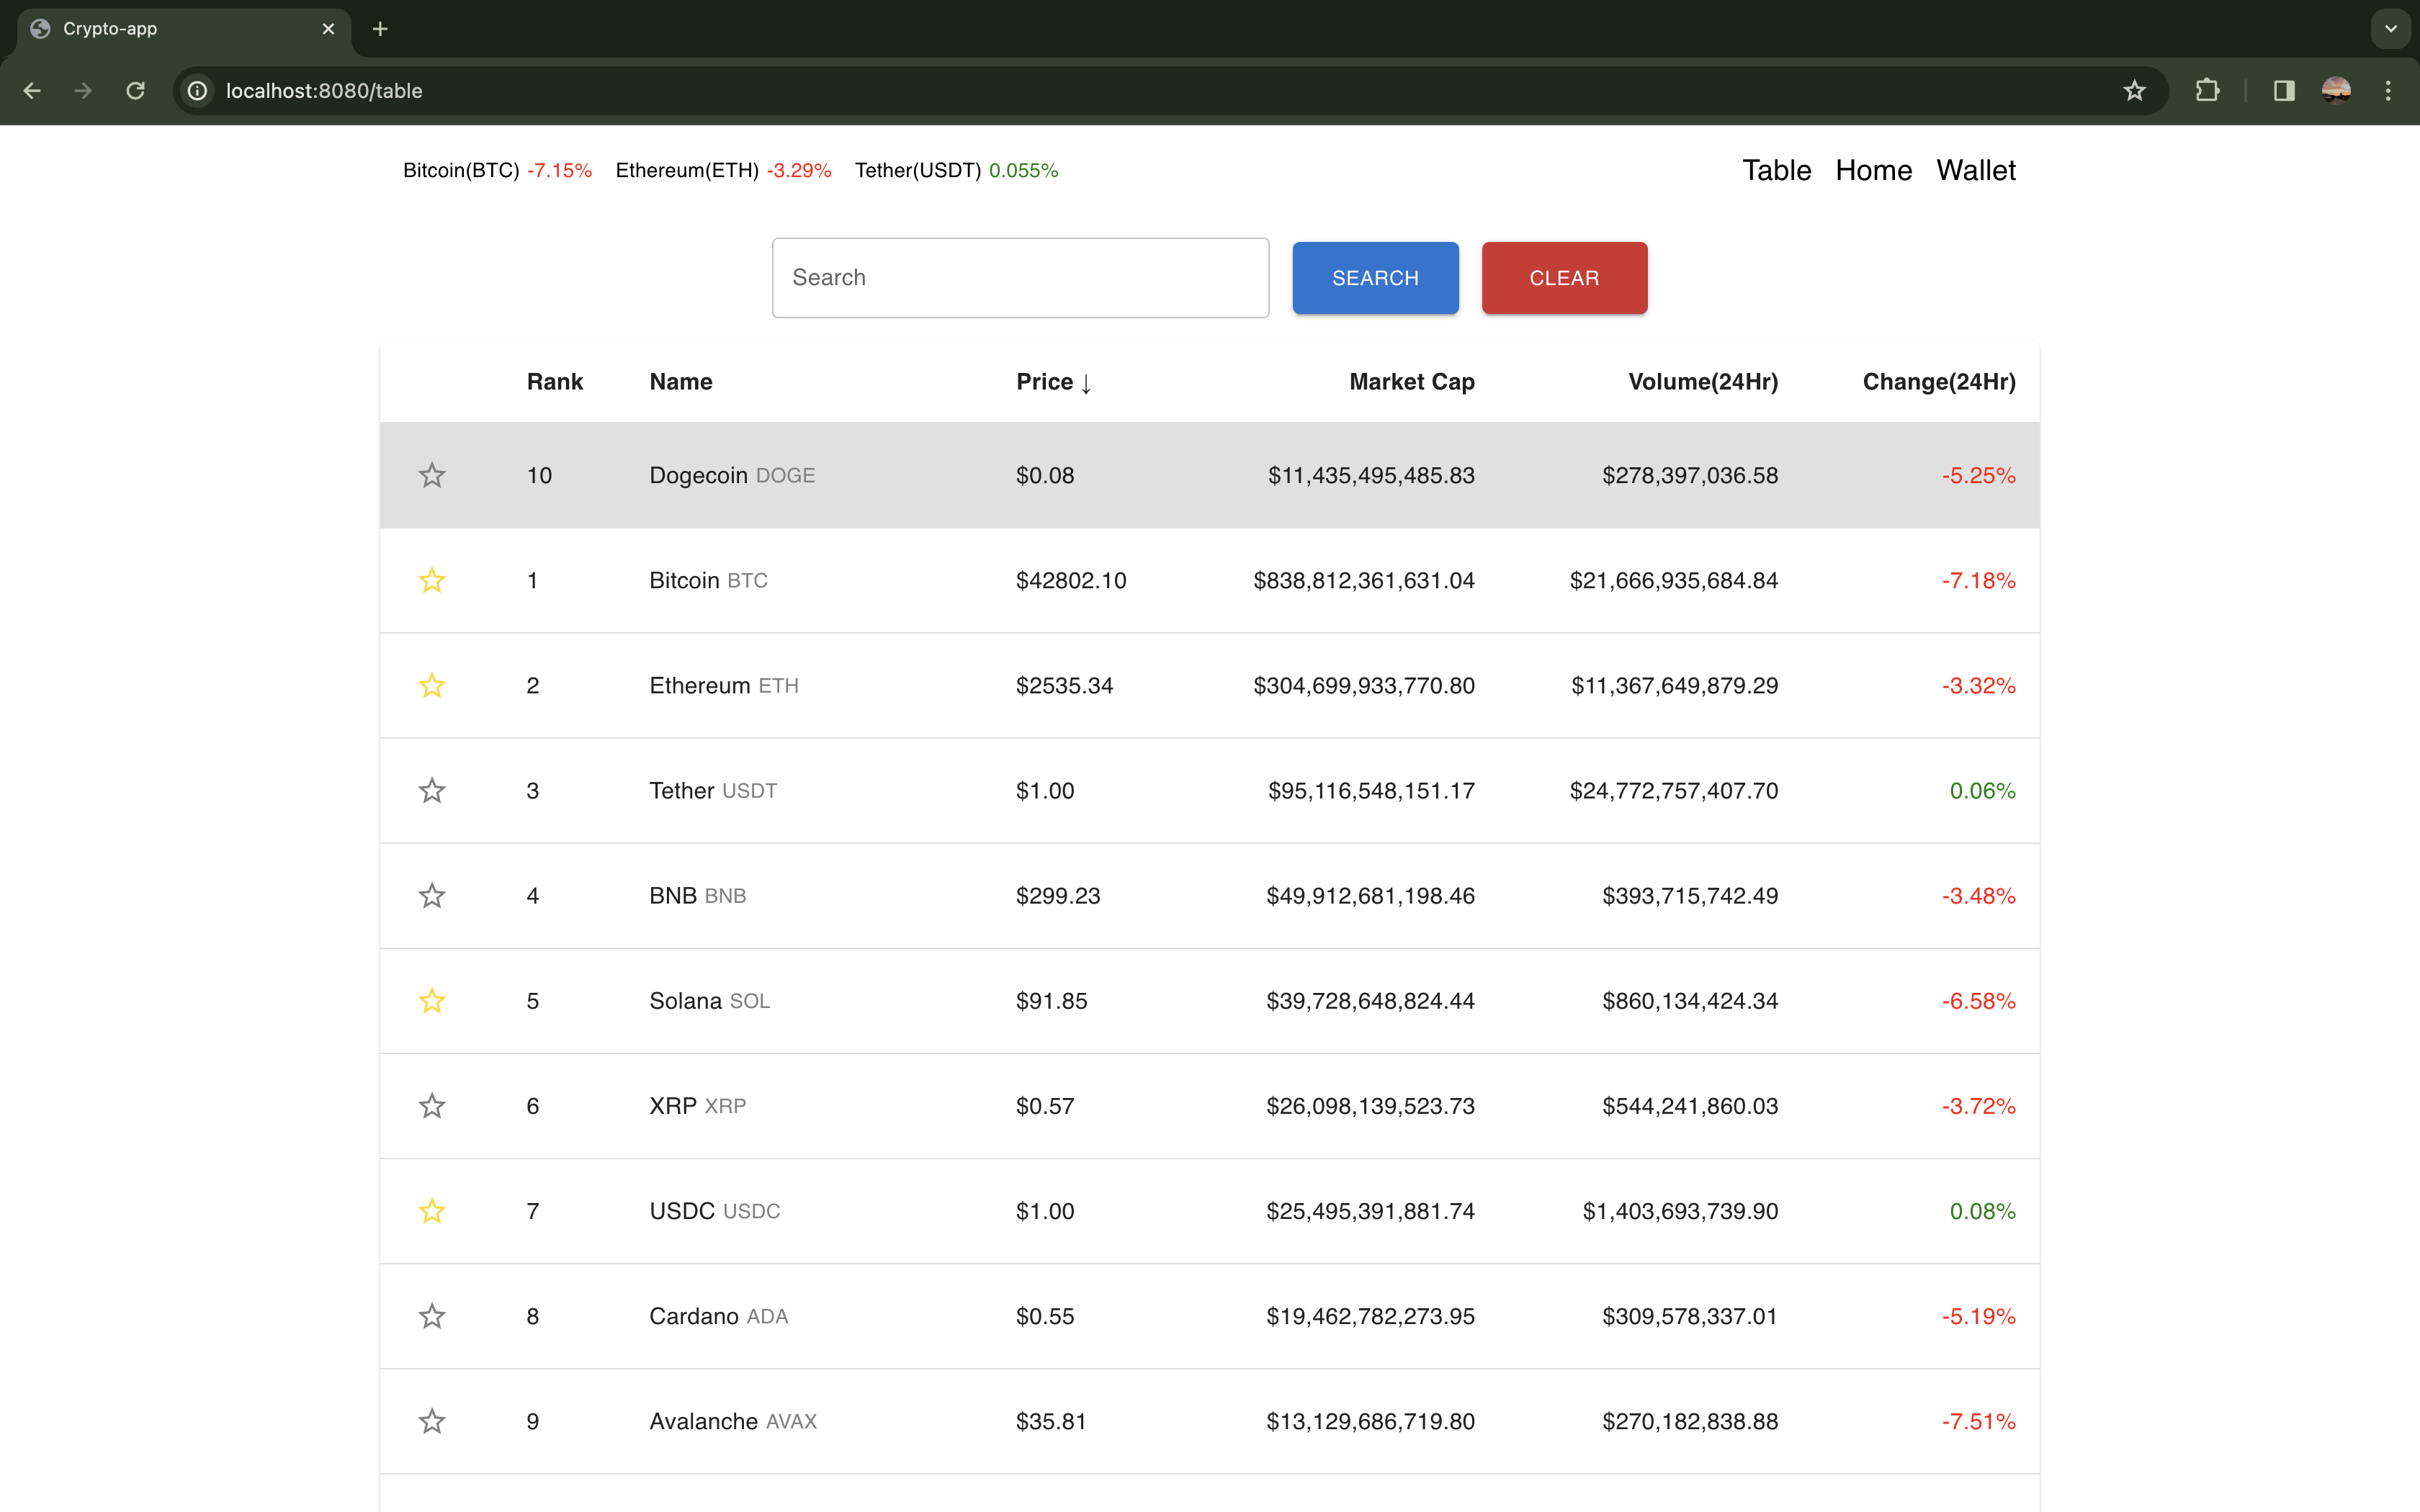 Crypto-app
localhost:8080/table
Bitcoin(BTC) -7.15% Ethereum(ETH) -3.29% Tether(USDT) 0.055% Table Home Wallet
Search SEARCH CLEAR
Rank Name Price ↓ Market Cap Volume(24Hr) Change(24Hr)
10 Dogecoin DOGE $0.08 $11,435,495,485.83 $278,397,036.58 -5.25%
1 Bitcoin BTC $42802.10 $838,812,361,631.04 $21,666,935,684.84 -7.18%
2 Ethereum ETH $2535.34 $304,699,933,770.80 $11,367,649,879.29 -3.32%
3 Tether USDT $1.00 $95,116,548,151.17 $24,772,757,407.70 0.06%
4 BNB BNB $299.23 $49,912,681,198.46 $393,715,742.49 -3.48%
5 Solana SOL $91.85 $39,728,648,824.44 $860,134,424.34 -6.58%
6 XRP XRP $0.57 $26,098,139,523.73 $544,241,860.03 -3.72%
7 USDC USDC $1.00 $25,495,391,881.74 $1,403,693,739.90 0.08%
8 Cardano ADA $0.55 $19,462,782,273.95 $309,578,337.01 -5.19%
9 Avalanche AVAX $35.81 $13,129,686,719.80 $270,182,838.88 -7.51%